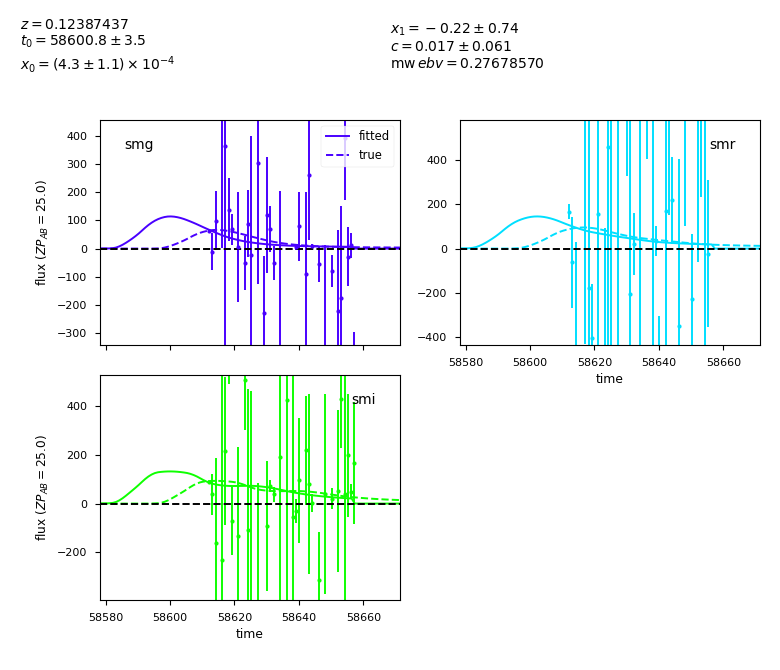 z = 0.12387437
t₀ = 58600.8 ± 3.5
x₀ = (4.3 ± 1.1) × 10⁻⁴
x₁ = −0.22 ± 0.74
c = 0.017 ± 0.061
mw ebv = 0.27678570
smg
fitted
true
400
300
200
100
0
−100
−200
−300
flux (ZP_AB = 25.0)
smr
400
200
0
−200
−400
58580 58600 58620 58640 58660
time
smi
400
200
0
−200
flux (ZP_AB = 25.0)
58580 58600 58620 58640 58660
time